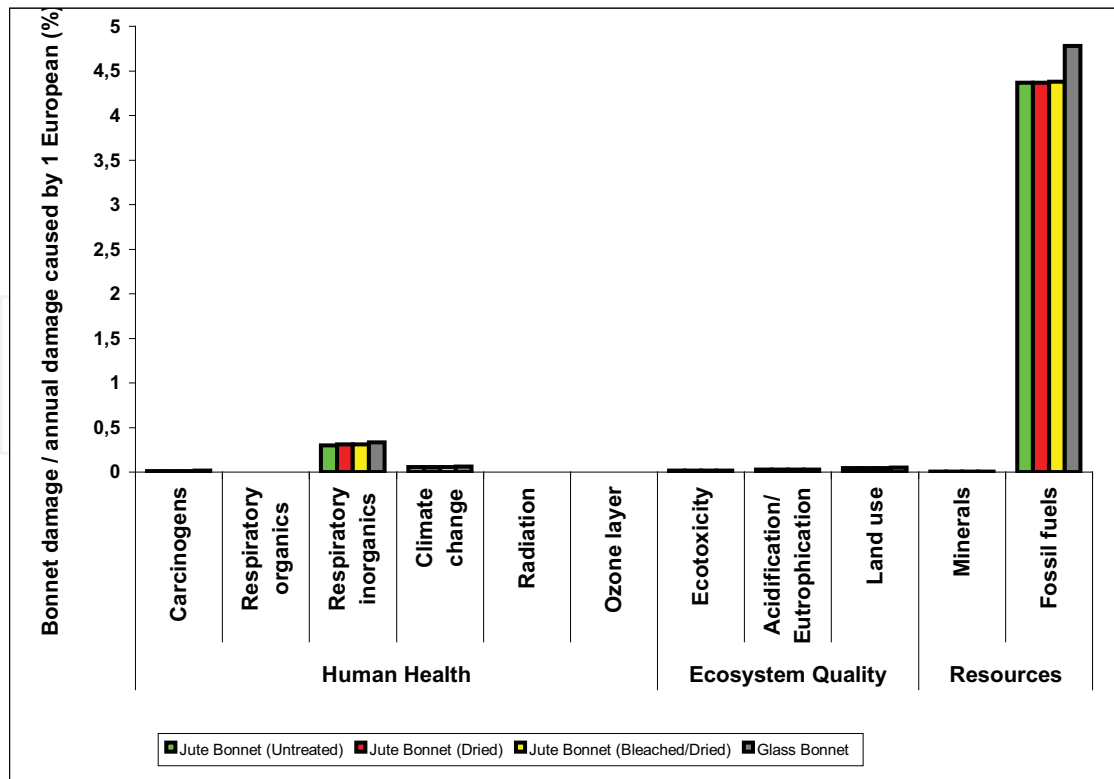 Bonnet damage / annual damage caused by 1 European (%)
5
4,5
4
3,5
3
2,5
2
1,5
1
0,5
0
Carcinogens
Respiratory
organics
Respiratory
inorganics
Climate
change
Radiation
Ozone layer
Ecotoxicity
Acidification/
Eutrophication
Land use
Minerals
Fossil fuels
Human Health
Ecosystem Quality
Resources
Jute Bonnet (Untreated)
Jute Bonnet (Dried)
Jute Bonnet (Bleached/Dried)
Glass Bonnet